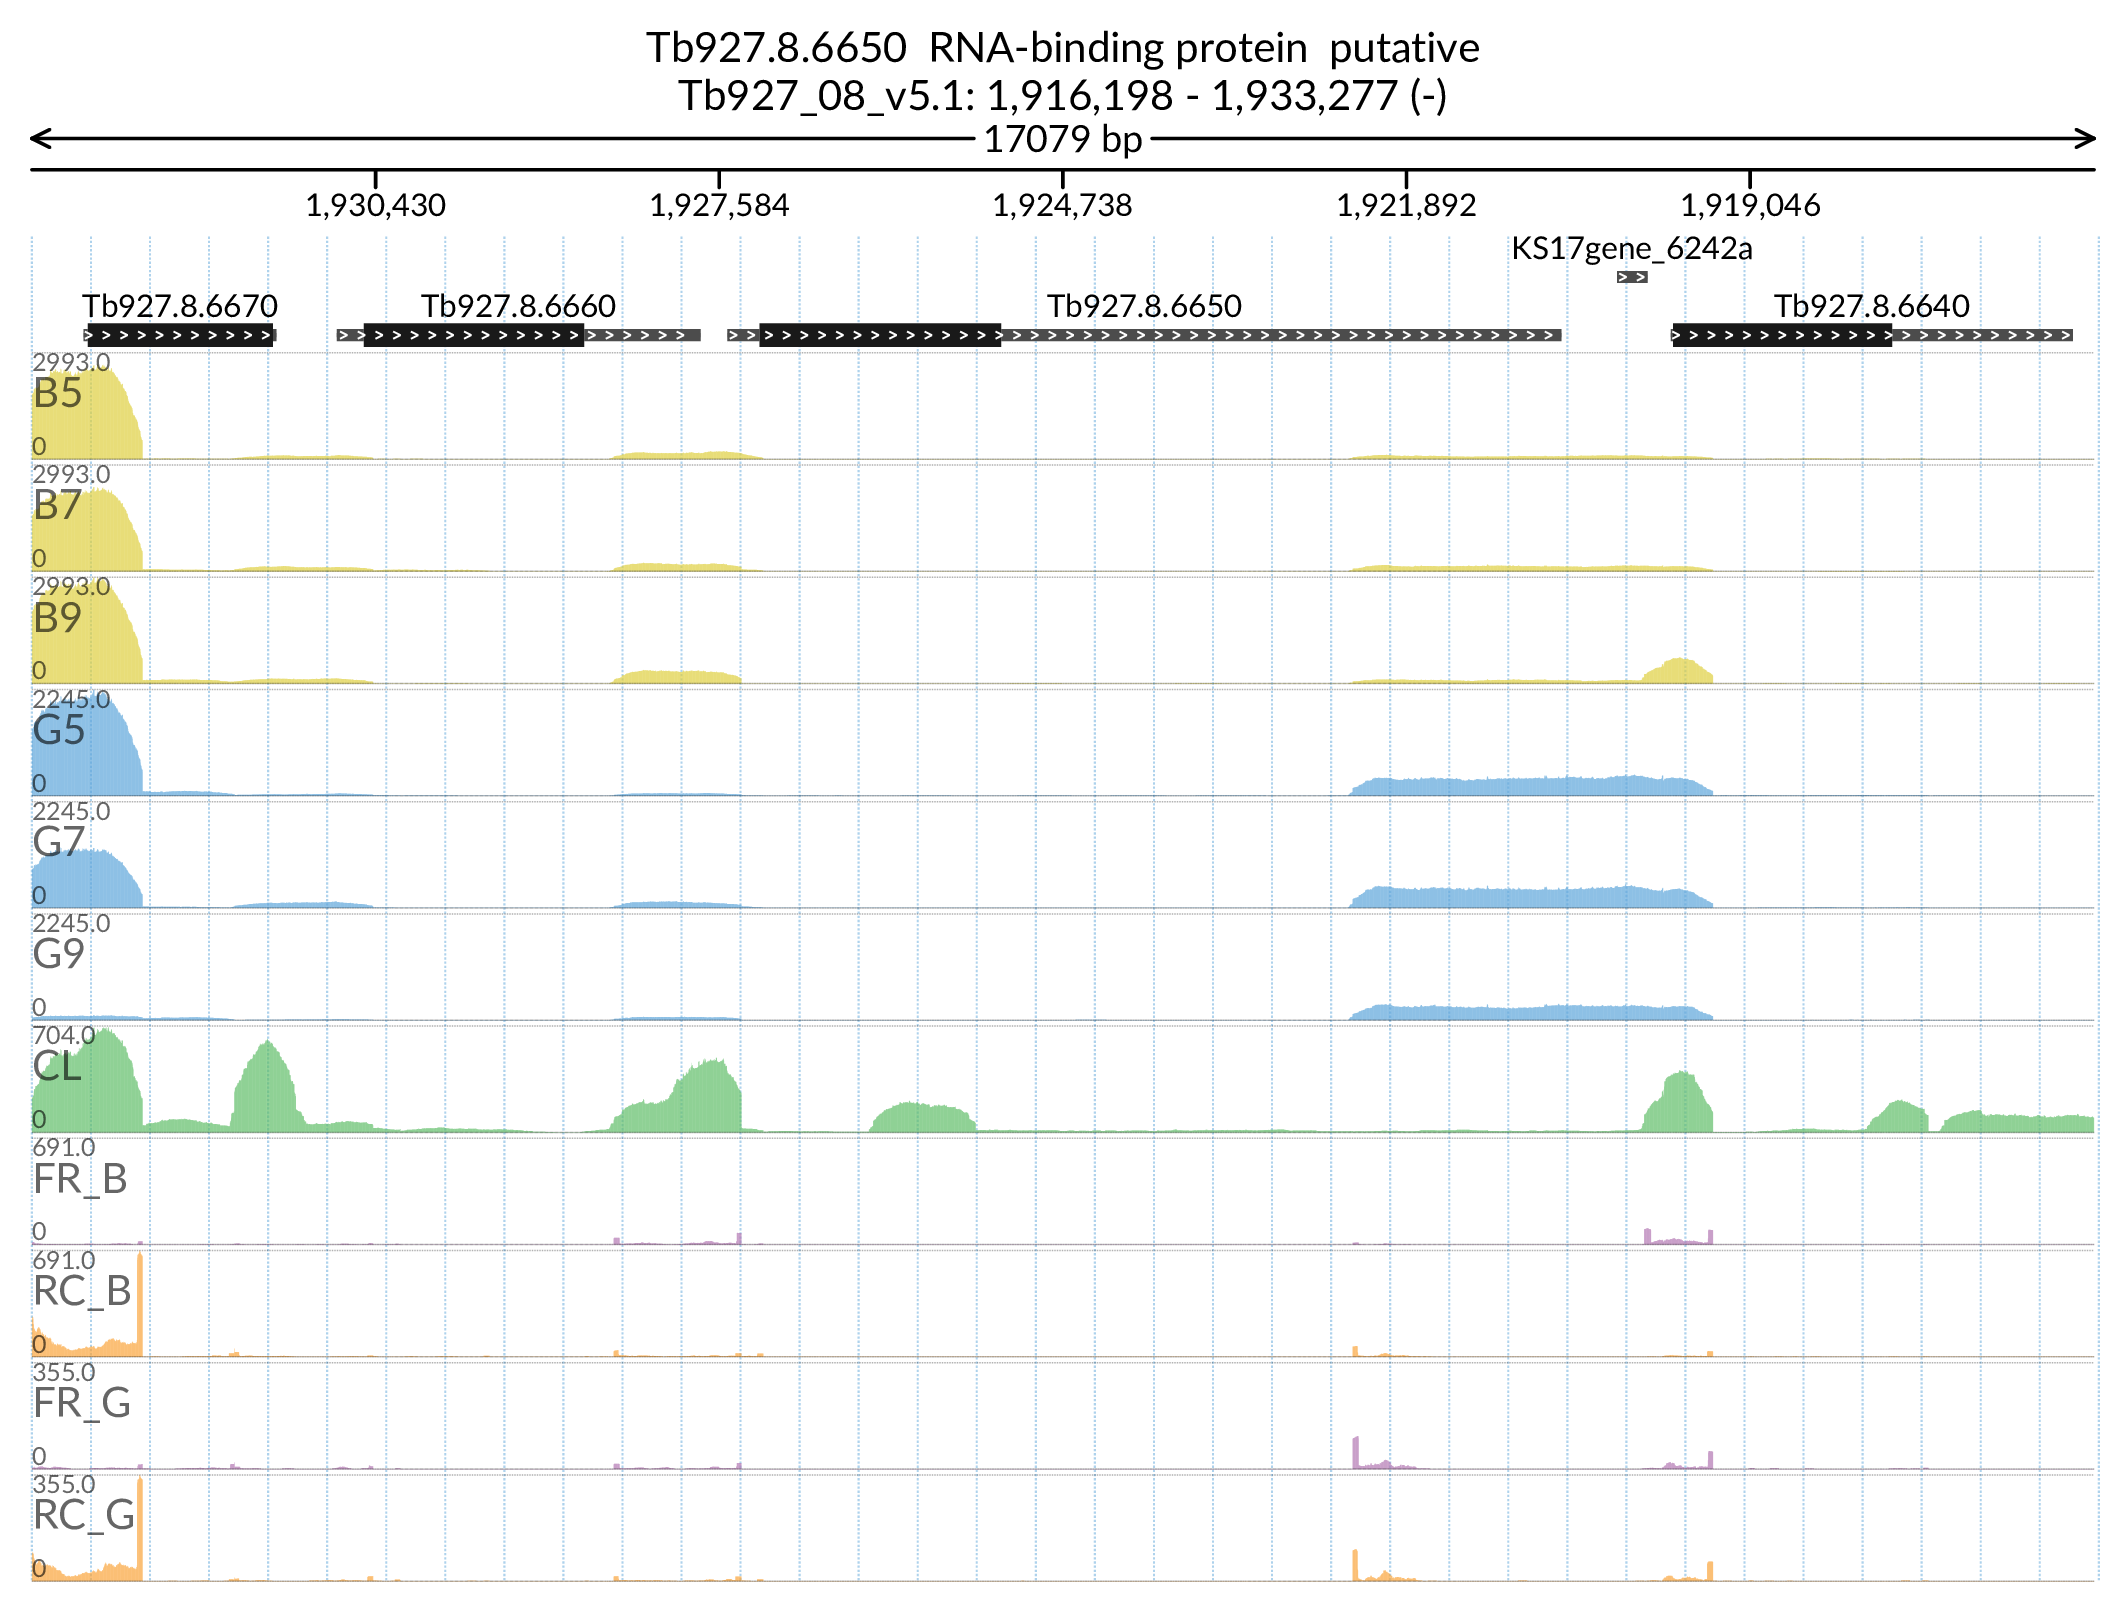 Tb927.8.6650  RNA-binding protein  putative
Tb927_08_v5.1: 1,916,198 - 1,933,277 (-)
17079 bp
1,930,430 1,927,584 1,924,738 1,921,892 1,919,046
KS17gene_6242a
Tb927.8.6670 Tb927.8.6660 Tb927.8.6650 Tb927.8.6640
2993.0
B5
0
2993.0
B7
0
2993.0
B9
0
2245.0
G5
0
2245.0
G7
0
2245.0
G9
0
704.0
CL
0
691.0
FR_B
0
691.0
RC_B
0
355.0
FR_G
0
355.0
RC_G
0